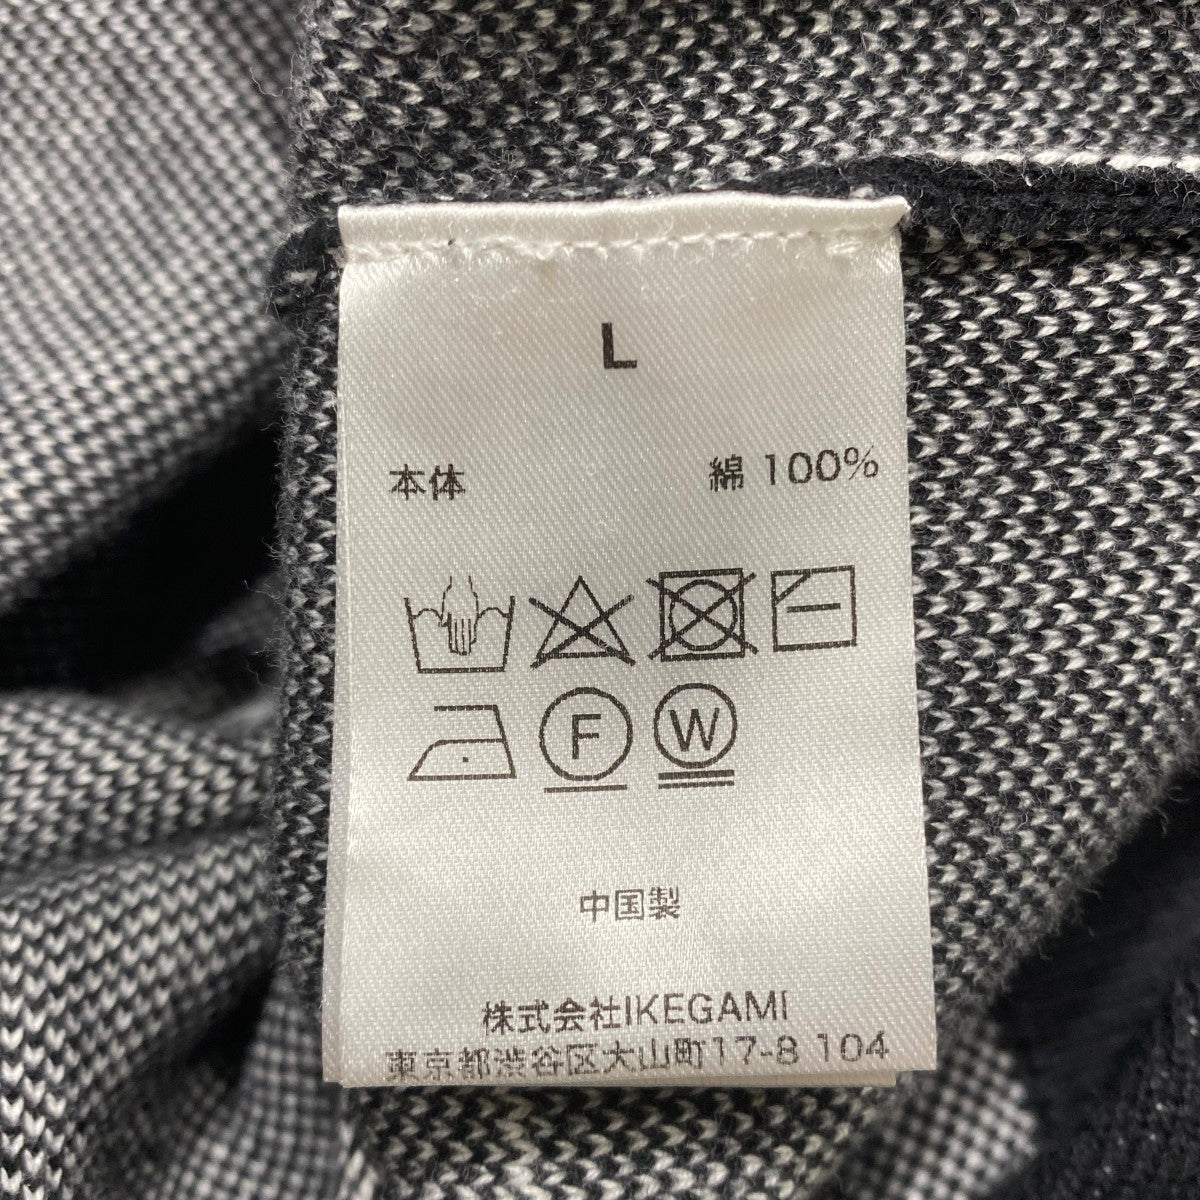 L
本体 綿 100%
F W
中国製
株式会社IKEGAMI
東京都渋谷区大山町17-8 104